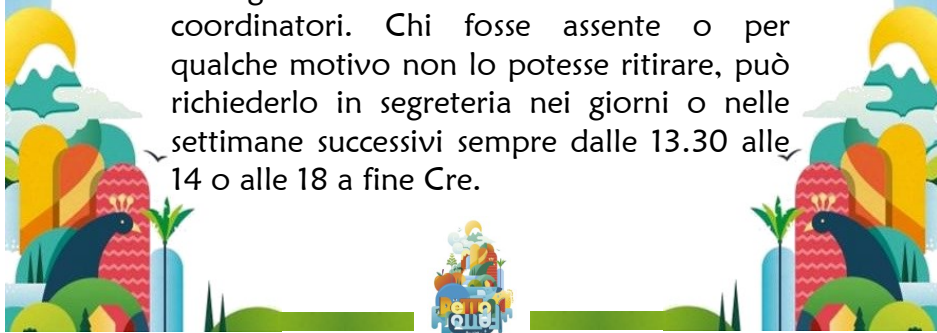 coordinatori. Chi fosse assente o per
qualche motivo non lo potesse ritirare, può
richiederlo in segreteria nei giorni o nelle
settimane successivi sempre dalle 13.30 alle
14 o alle 18 a fine Cre.